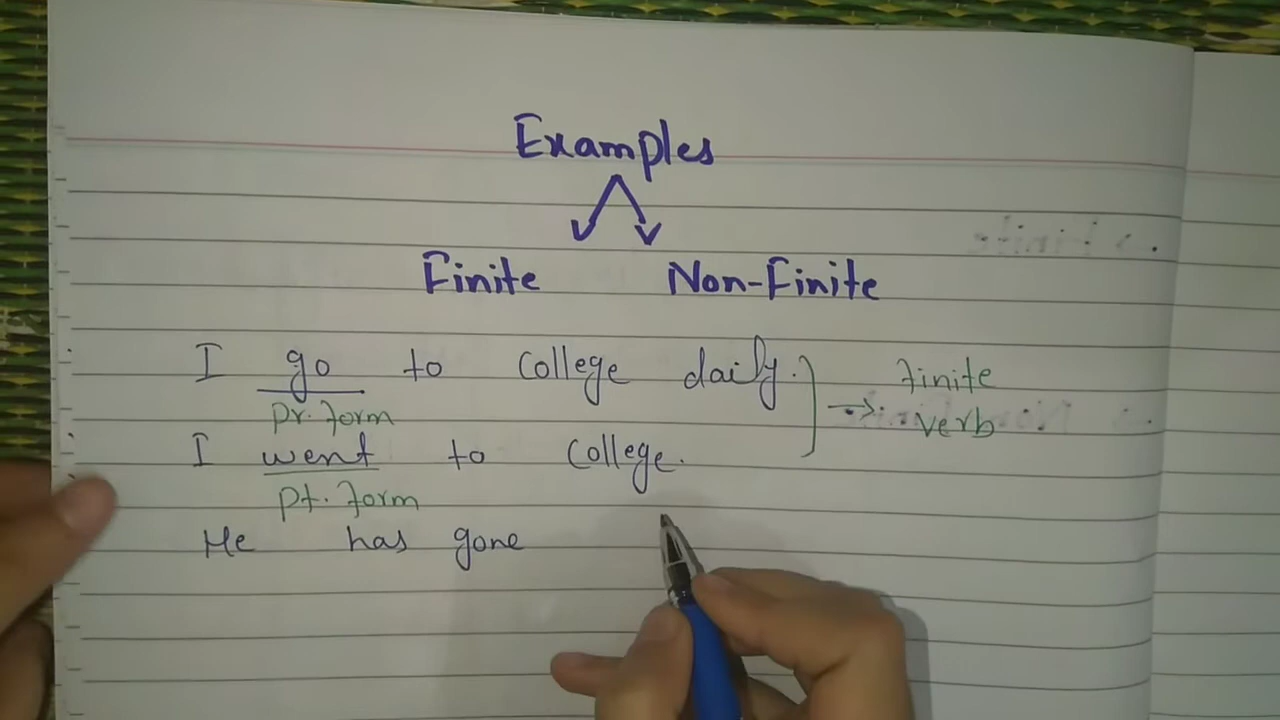 Examples
Finite Non-Finite
I go to College daily. → finite
pr. form verb
I went to College.
pt. form
He has gone